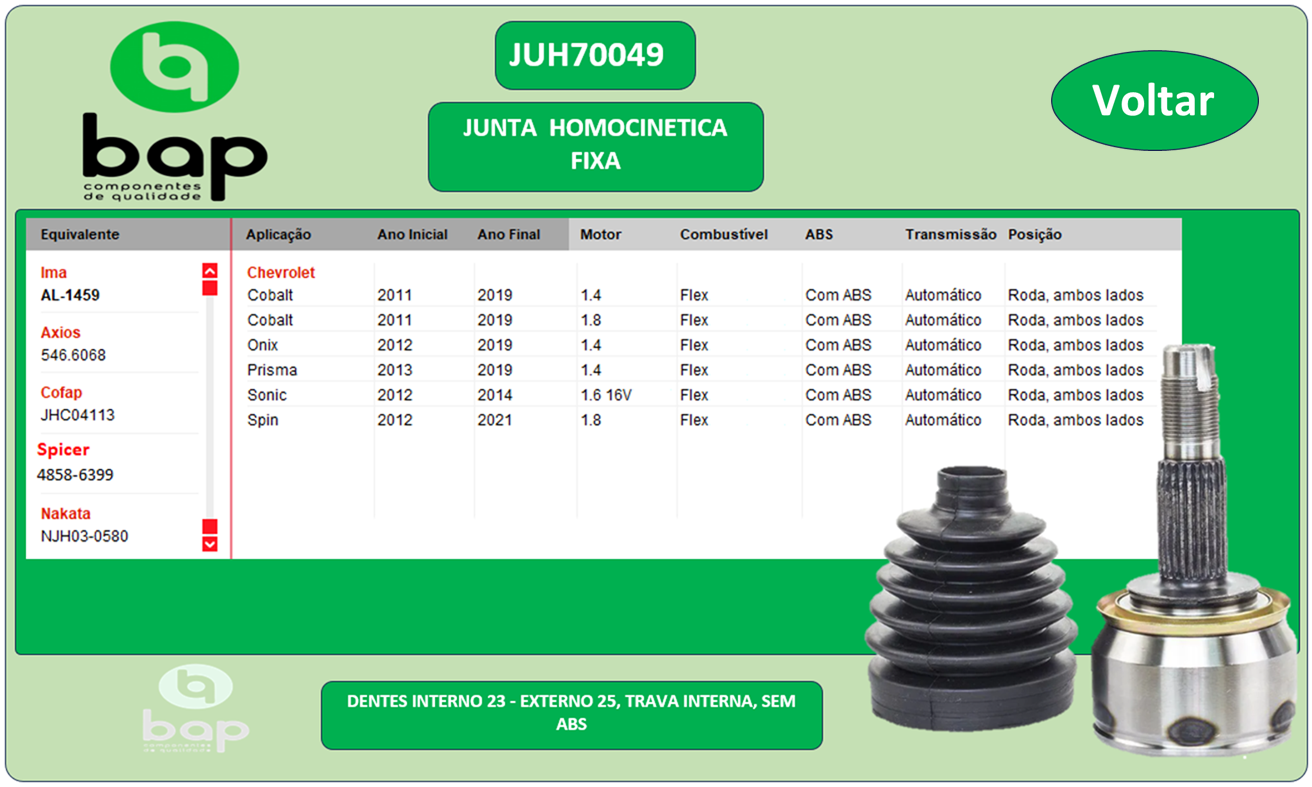 bap
componentes
de qualidade
JUH70049
JUNTA HOMOCINETICA
FIXA
Voltar
Equivalente
Aplicação Ano Inicial Ano Final Motor Combustível ABS Transmissão Posição
Ima
AL-1459
Axios
546.6068
Cofap
JHC04113
Spicer
4858-6399
Nakata
NJH03-0580
Chevrolet
Cobalt 2011 2019 1.4 Flex Com ABS Automático Roda, ambos lados
Cobalt 2011 2019 1.8 Flex Com ABS Automático Roda, ambos lados
Onix 2012 2019 1.4 Flex Com ABS Automático Roda, ambos lados
Prisma 2013 2019 1.4 Flex Com ABS Automático Roda, ambos lados
Sonic 2012 2014 1.6 16V Flex Com ABS Automático Roda, ambos lados
Spin 2012 2021 1.8 Flex Com ABS Automático Roda, ambos lados
bap
componentes
de qualidade
DENTES INTERNO 23 - EXTERNO 25, TRAVA INTERNA, SEM
ABS